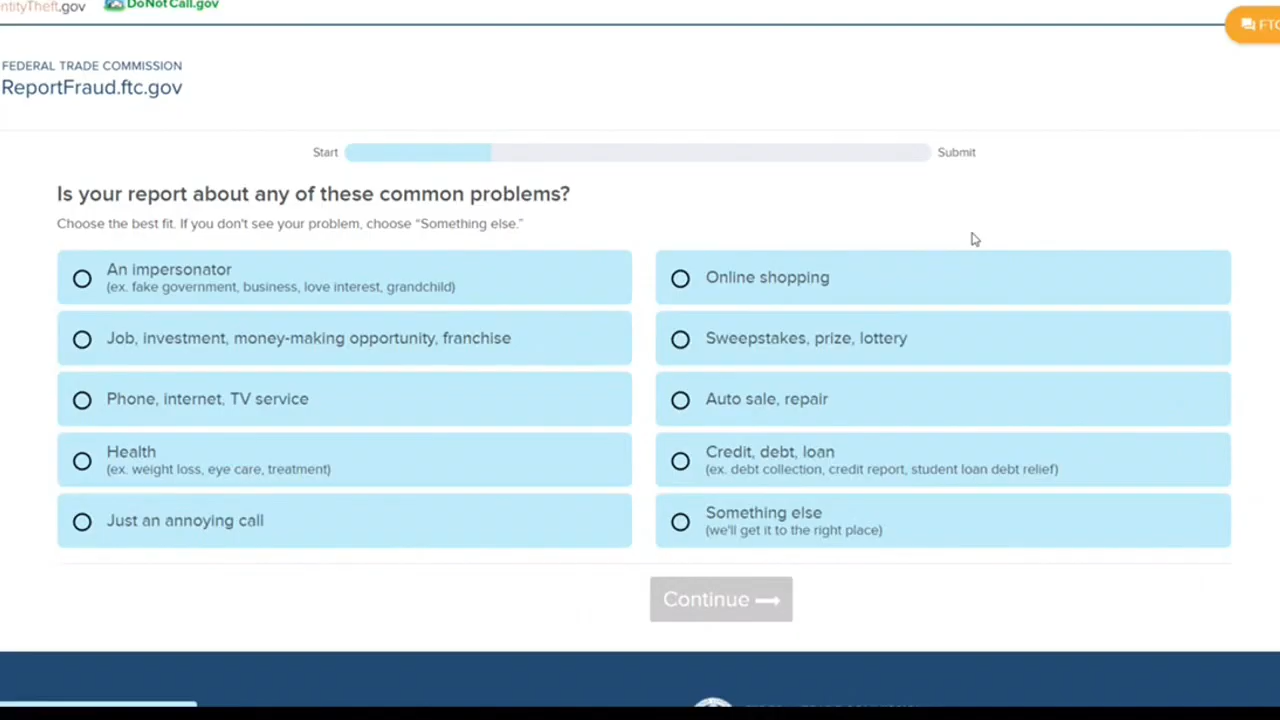 entityTheft.gov DoNotCall.gov
FTC
FEDERAL TRADE COMMISSION
ReportFraud.ftc.gov
Start Submit
Is your report about any of these common problems?
Choose the best fit. If you don't see your problem, choose “Something else.”
An impersonator
(ex. fake government, business, love interest, grandchild)
Online shopping
Job, investment, money-making opportunity, franchise
Sweepstakes, prize, lottery
Phone, internet, TV service
Auto sale, repair
Health
(ex. weight loss, eye care, treatment)
Credit, debt, loan
(ex. debt collection, credit report, student loan debt relief)
Just an annoying call
Something else
(we'll get it to the right place)
Continue